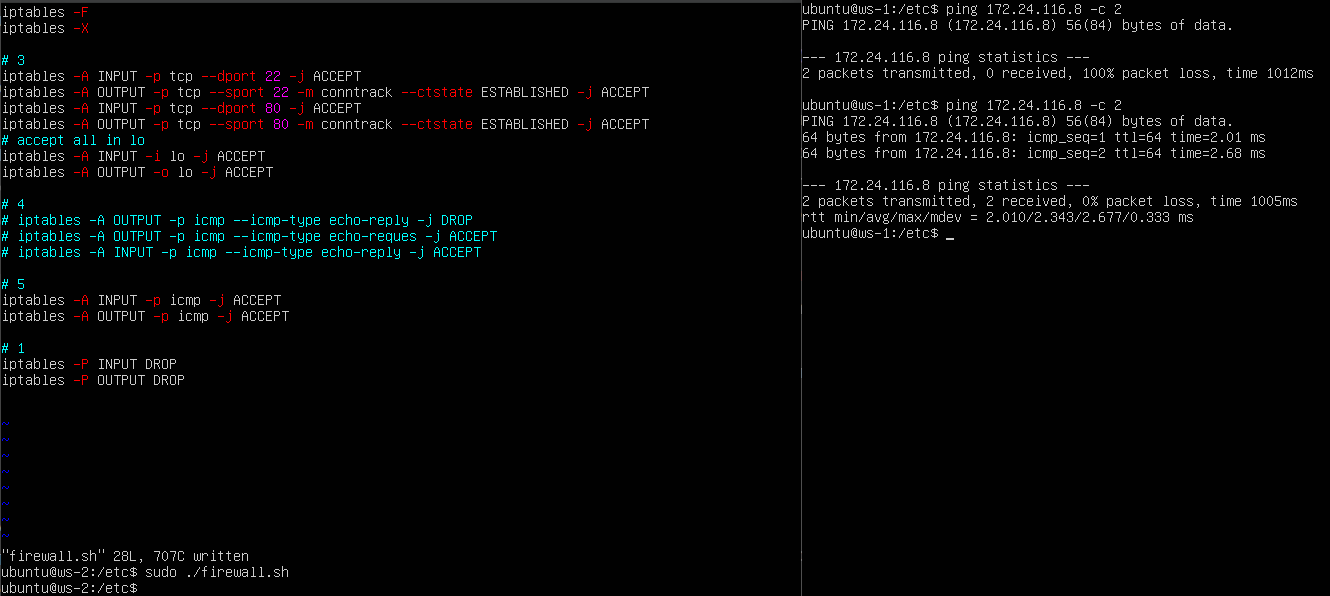 iptables -F
iptables -X
# 3
iptables -A INPUT -p tcp --dport 22 -j ACCEPT
iptables -A OUTPUT -p tcp --sport 22 -m conntrack --ctstate ESTABLISHED -j ACCEPT
iptables -A INPUT -p tcp --dport 80 -j ACCEPT
iptables -A OUTPUT -p tcp --sport 80 -m conntrack --ctstate ESTABLISHED -j ACCEPT
# accept all in lo
iptables -A INPUT -i lo -j ACCEPT
iptables -A OUTPUT -o lo -j ACCEPT
# 4
# iptables -A OUTPUT -p icmp --icmp-type echo-reply -j DROP
# iptables -A OUTPUT -p icmp --icmp-type echo-reques -j ACCEPT
# iptables -A INPUT -p icmp --icmp-type echo-reply -j ACCEPT
# 5
iptables -A INPUT -p icmp -j ACCEPT
iptables -A OUTPUT -p icmp -j ACCEPT
# 1
iptables -P INPUT DROP
iptables -P OUTPUT DROP
~
~
~
~
~
~
~
~
"firewall.sh" 28L, 707C written
ubuntu@ws-2:/etc$ sudo ./firewall.sh
ubuntu@ws-2:/etc$
ubuntu@ws-1:/etc$ ping 172.24.116.8 -c 2
PING 172.24.116.8 (172.24.116.8) 56(84) bytes of data.
--- 172.24.116.8 ping statistics ---
2 packets transmitted, 0 received, 100% packet loss, time 1012ms
ubuntu@ws-1:/etc$ ping 172.24.116.8 -c 2
PING 172.24.116.8 (172.24.116.8) 56(84) bytes of data.
64 bytes from 172.24.116.8: icmp_seq=1 ttl=64 time=2.01 ms
64 bytes from 172.24.116.8: icmp_seq=2 ttl=64 time=2.68 ms
--- 172.24.116.8 ping statistics ---
2 packets transmitted, 2 received, 0% packet loss, time 1005ms
rtt min/avg/max/mdev = 2.010/2.343/2.677/0.333 ms
ubuntu@ws-1:/etc$ _